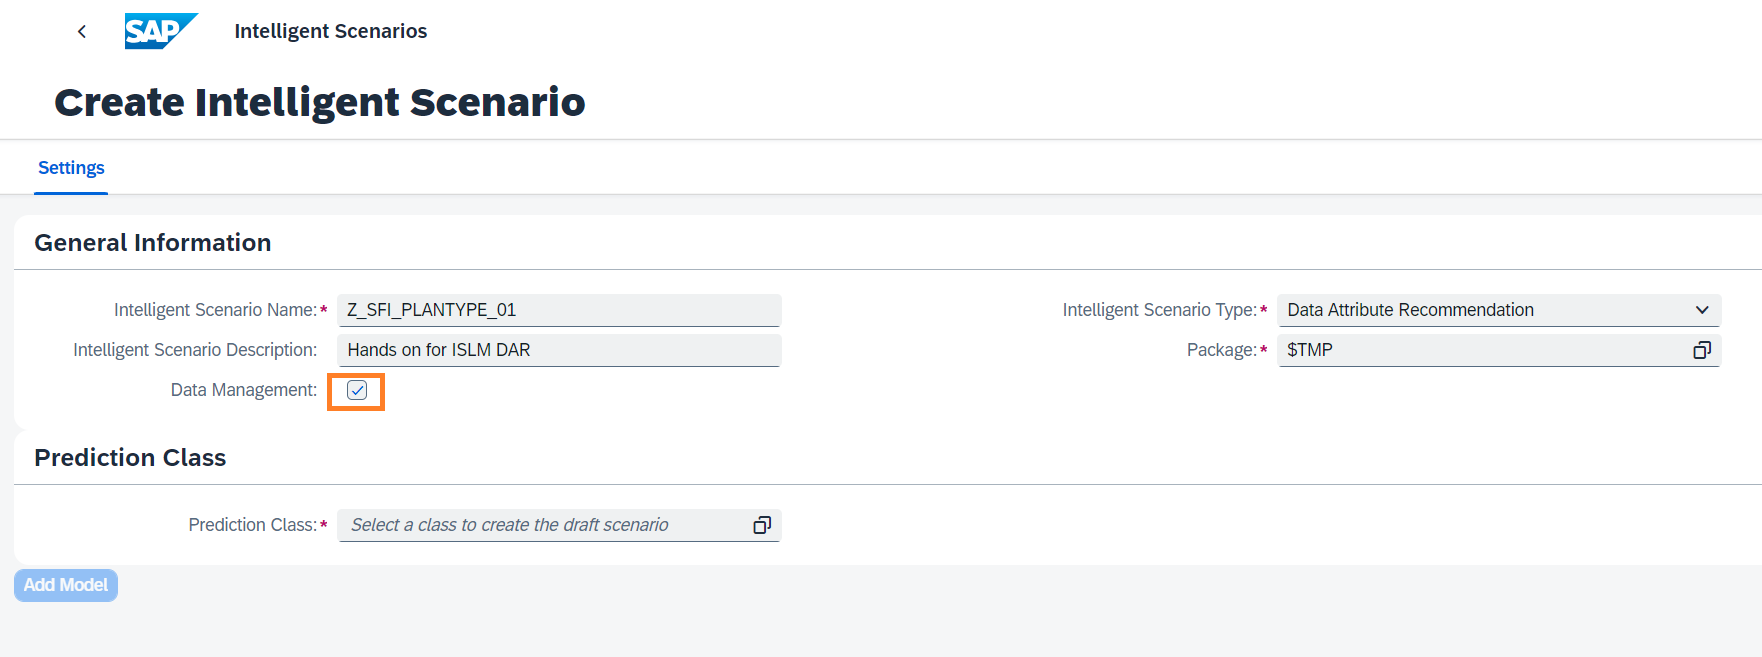 SAP Intelligent Scenarios
Create Intelligent Scenario
Settings
General Information
Intelligent Scenario Name:* Z_SFI_PLANTYPE_01
Intelligent Scenario Type:* Data Attribute Recommendation
Intelligent Scenario Description: Hands on for ISLM DAR
Package:* $TMP
Data Management:
Prediction Class
Prediction Class:* Select a class to create the draft scenario
Add Model